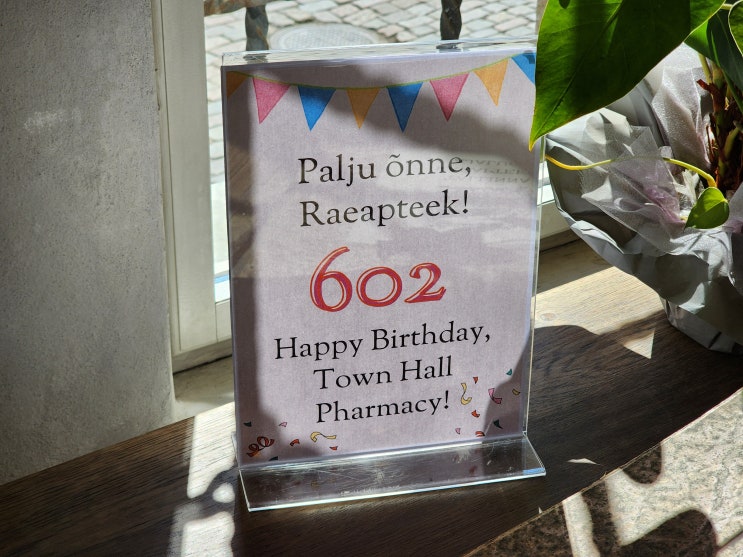 Palju õnne,
Raeapteek!
602
Happy Birthday,
Town Hall
Pharmacy!